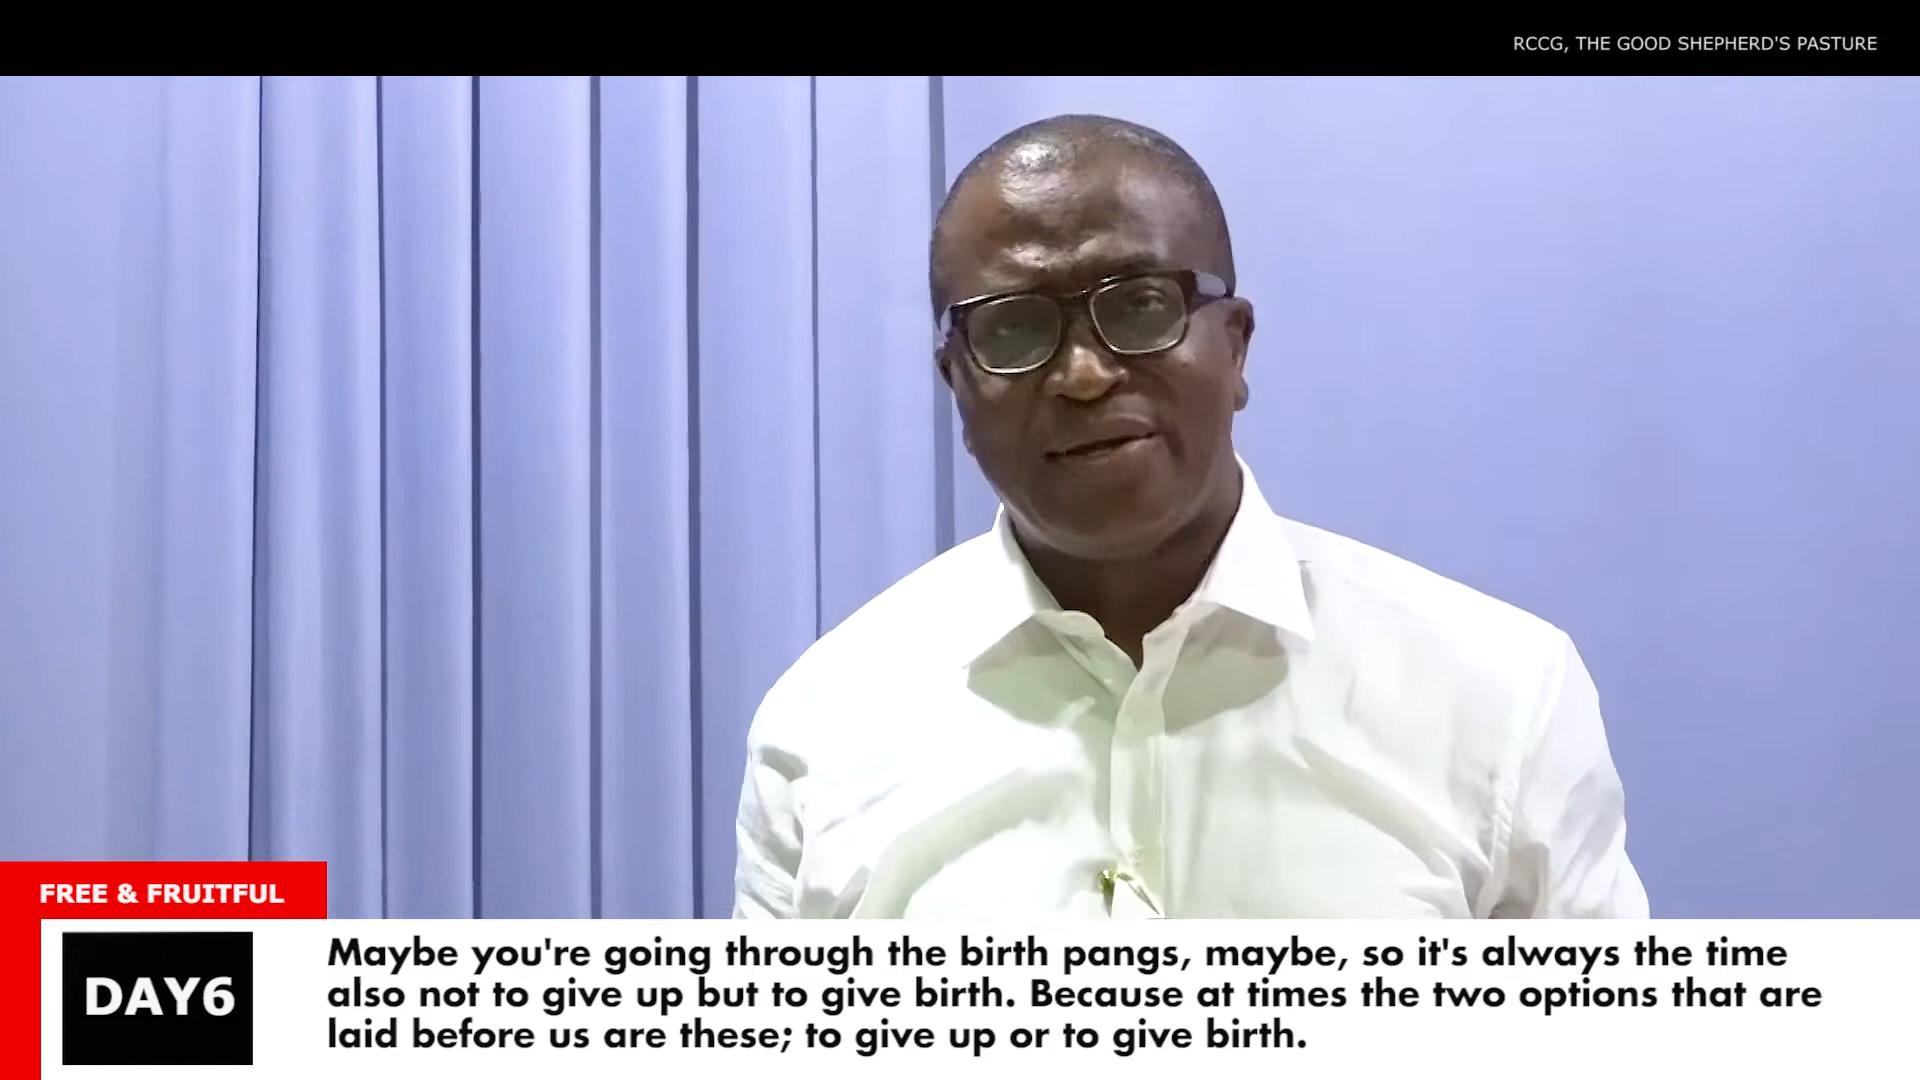 RCCG, THE GOOD SHEPHERD'S PASTURE
FREE & FRUITFUL
DAY6
Maybe you're going through the birth pangs, maybe, so it's always the time
also not to give up but to give birth. Because at times the two options that are
laid before us are these; to give up or to give birth.